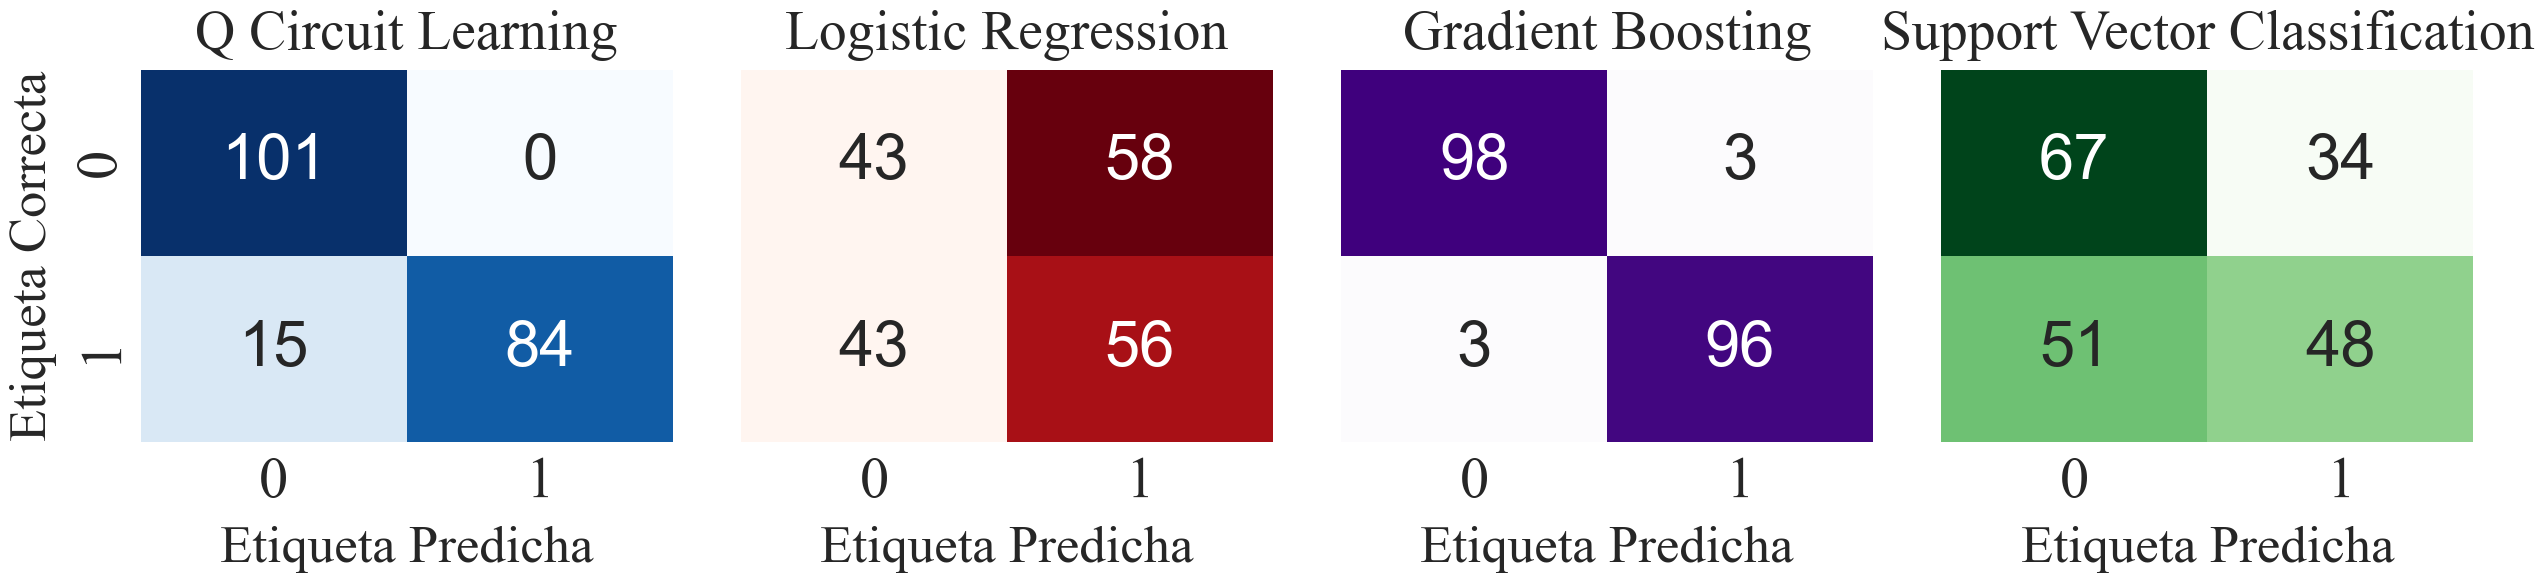 Q Circuit Learning
Logistic Regression
Gradient Boosting
Support Vector Classification
Etiqueta Correcta
0
101
0
43
58
98
3
67
34
1
15
84
43
56
3
96
51
48
0
1
0
1
0
1
0
1
Etiqueta Predicha
Etiqueta Predicha
Etiqueta Predicha
Etiqueta Predicha